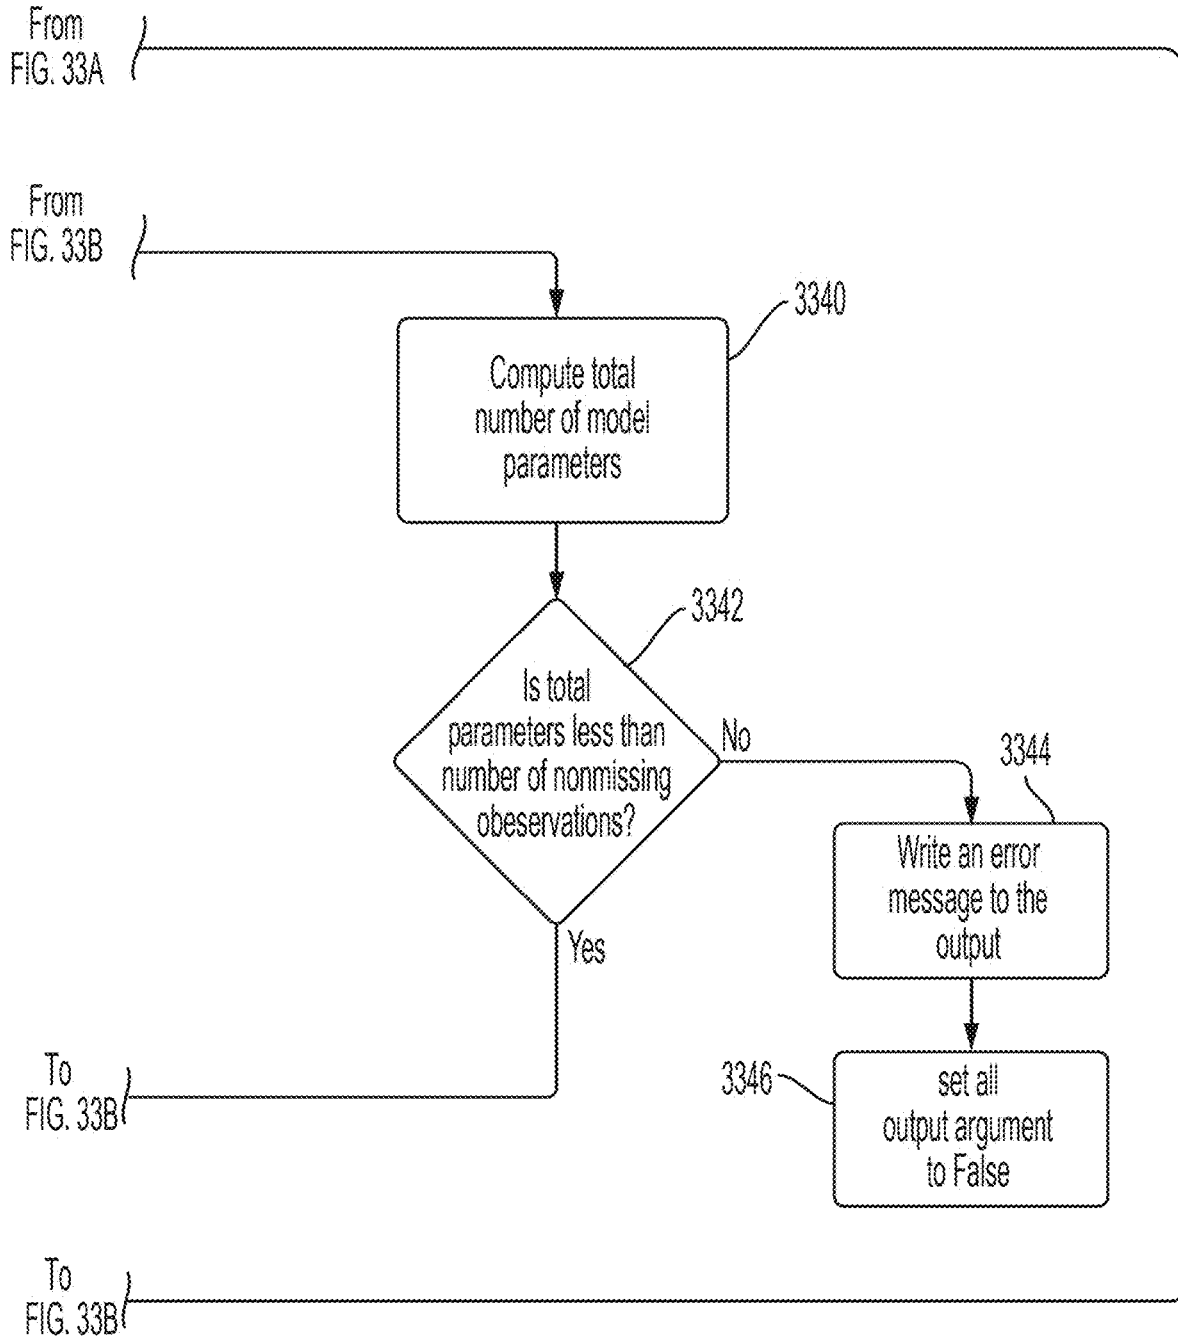 From
FIG. 33A
From
FIG. 33B
3340
Compute total
number of model
parameters
3342
Is total
parameters less than
number of nonmissing
obeservations?
No
3344
Write an error
message to the
output
Yes
To
FIG. 33B
3346
set all
output argument
to False
To
FIG. 33B